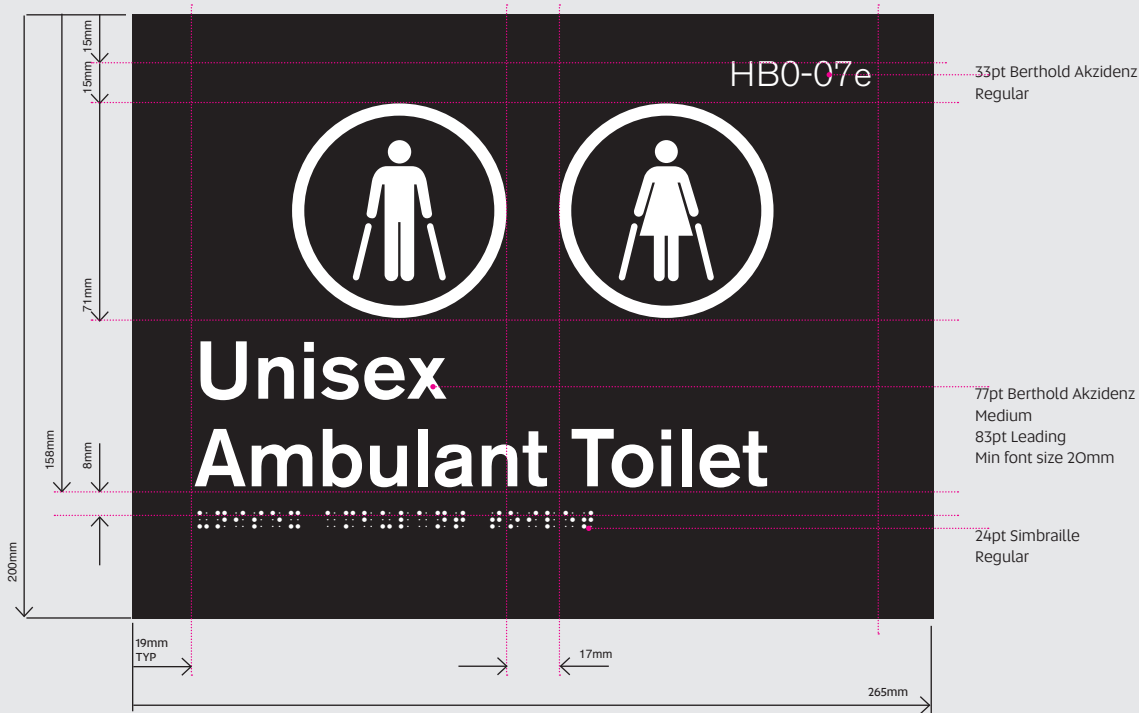 15mm
15mm
HB0-07e
33pt Berthold Akzidenz
Regular
71mm
Unisex
Ambulant Toilet
77pt Berthold Akzidenz
Medium
83pt Leading
Min font size 20mm
158mm
8mm
24pt Simbraille
Regular
200mm
19mm
TYP
17mm
265mm